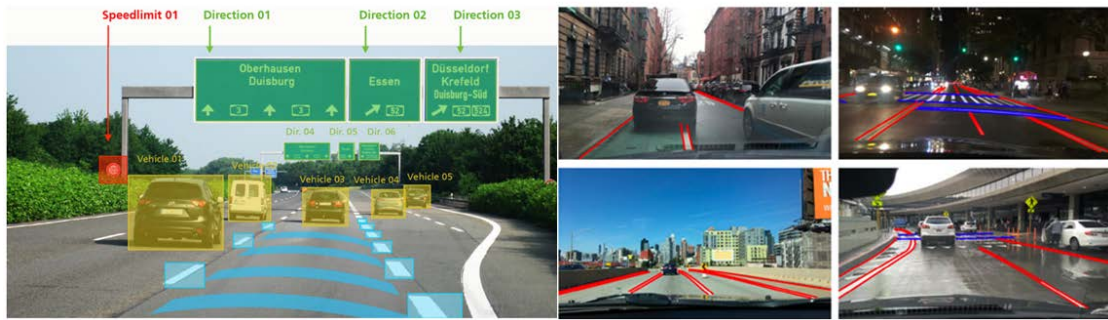 Speedlimit 01
Direction 01
Direction 02
Direction 03
Oberhausen
Duisburg
3
3
Essen
52
Düsseldorf
Krefeld
Duisburg-Süd
52
524
Dir. 04
Dir. 05
Dir. 06
Vehicle 01
Vehicle 03
Vehicle 04
Vehicle 05
TH